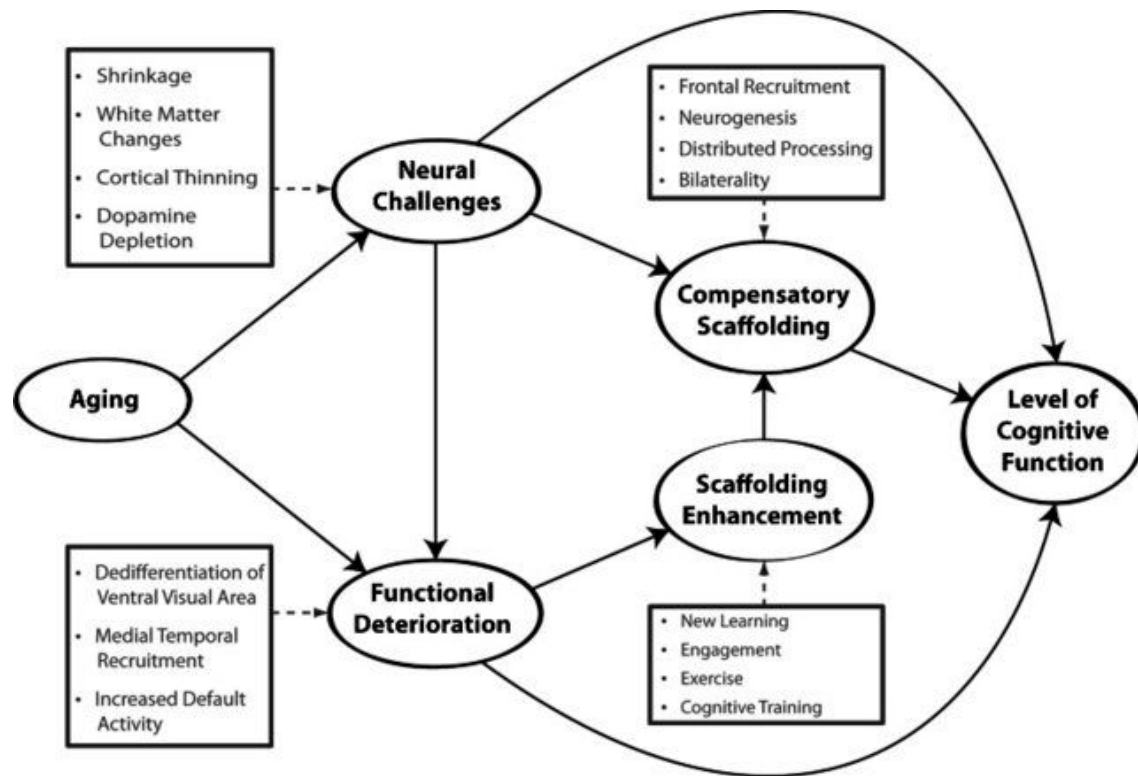 • Shrinkage
• White Matter
Changes
• Cortical Thinning
• Dopamine
Depletion
Neural
Challenges
• Frontal Recruitment
• Neurogenesis
• Distributed Processing
• Bilaterality
Compensatory
Scaffolding
Aging
Level of
Cognitive
Function
Scaffolding
Enhancement
• Dedifferentiation of
Ventral Visual Area
• Medial Temporal
Recruitment
• Increased Default
Activity
Functional
Deterioration
• New Learning
• Engagement
• Exercise
• Cognitive Training